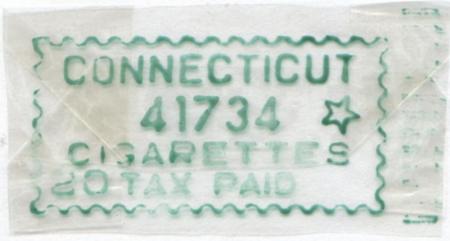 CONNECTICUT
41734
CIGARETTES
20 TAX PAID